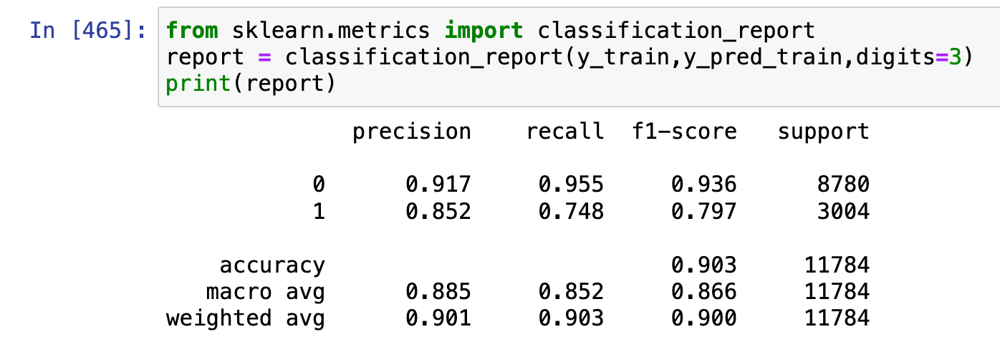 In [465]: from sklearn.metrics import classification_report
report = classification_report(y_train,y_pred_train,digits=3)
print(report)
precision recall f1-score support
0 0.917 0.955 0.936 8780
1 0.852 0.748 0.797 3004
accuracy 0.903 11784
macro avg 0.885 0.852 0.866 11784
weighted avg 0.901 0.903 0.900 11784